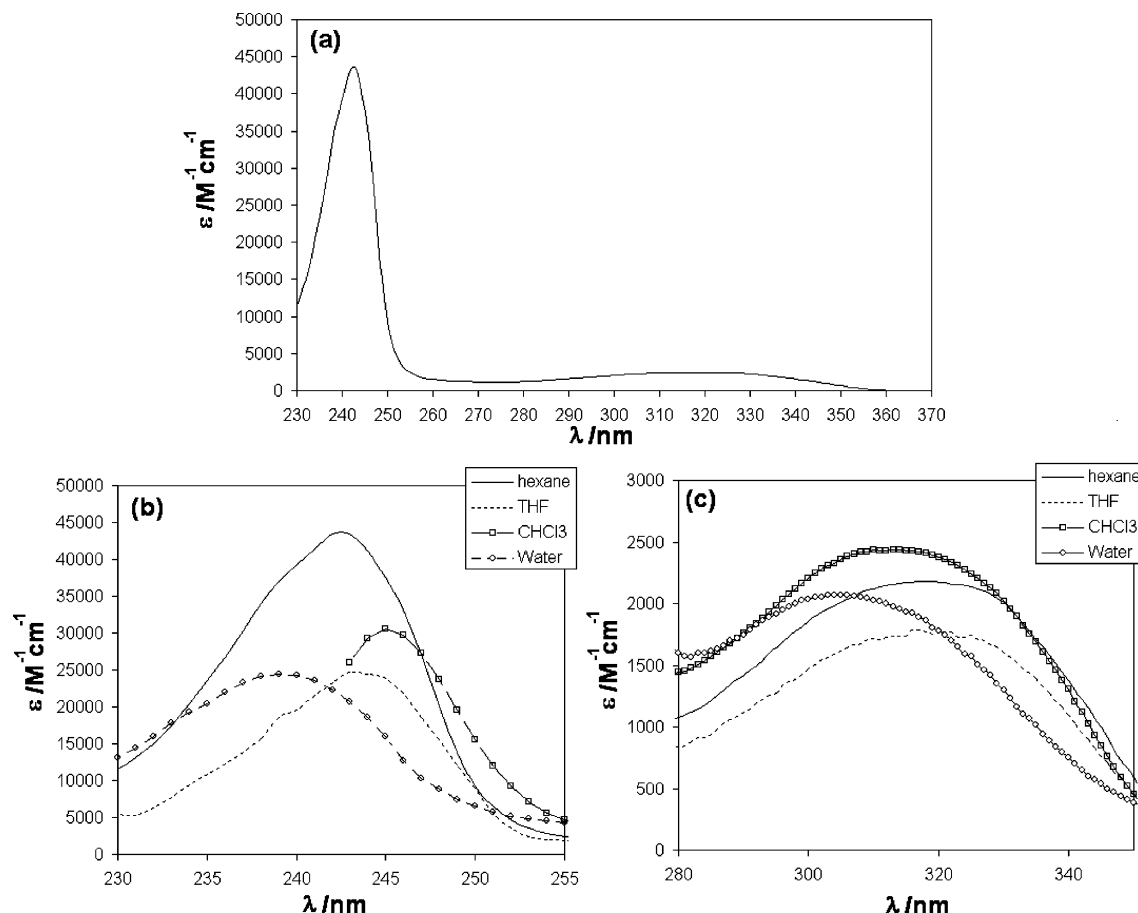 (a)
ε /M⁻¹cm⁻¹
50000
45000
40000
35000
30000
25000
20000
15000
10000
5000
0
230 240 250 260 270 280 290 300 310 320 330 340 350 360 370
λ /nm
(b)
ε /M⁻¹cm⁻¹
50000
45000
40000
35000
30000
25000
20000
15000
10000
5000
0
230 235 240 245 250 255
λ /nm
hexane
THF
CHCl3
Water
(c)
ε /M⁻¹cm⁻¹
3000
2500
2000
1500
1000
500
0
280 300 320 340
λ /nm
hexane
THF
CHCl3
Water